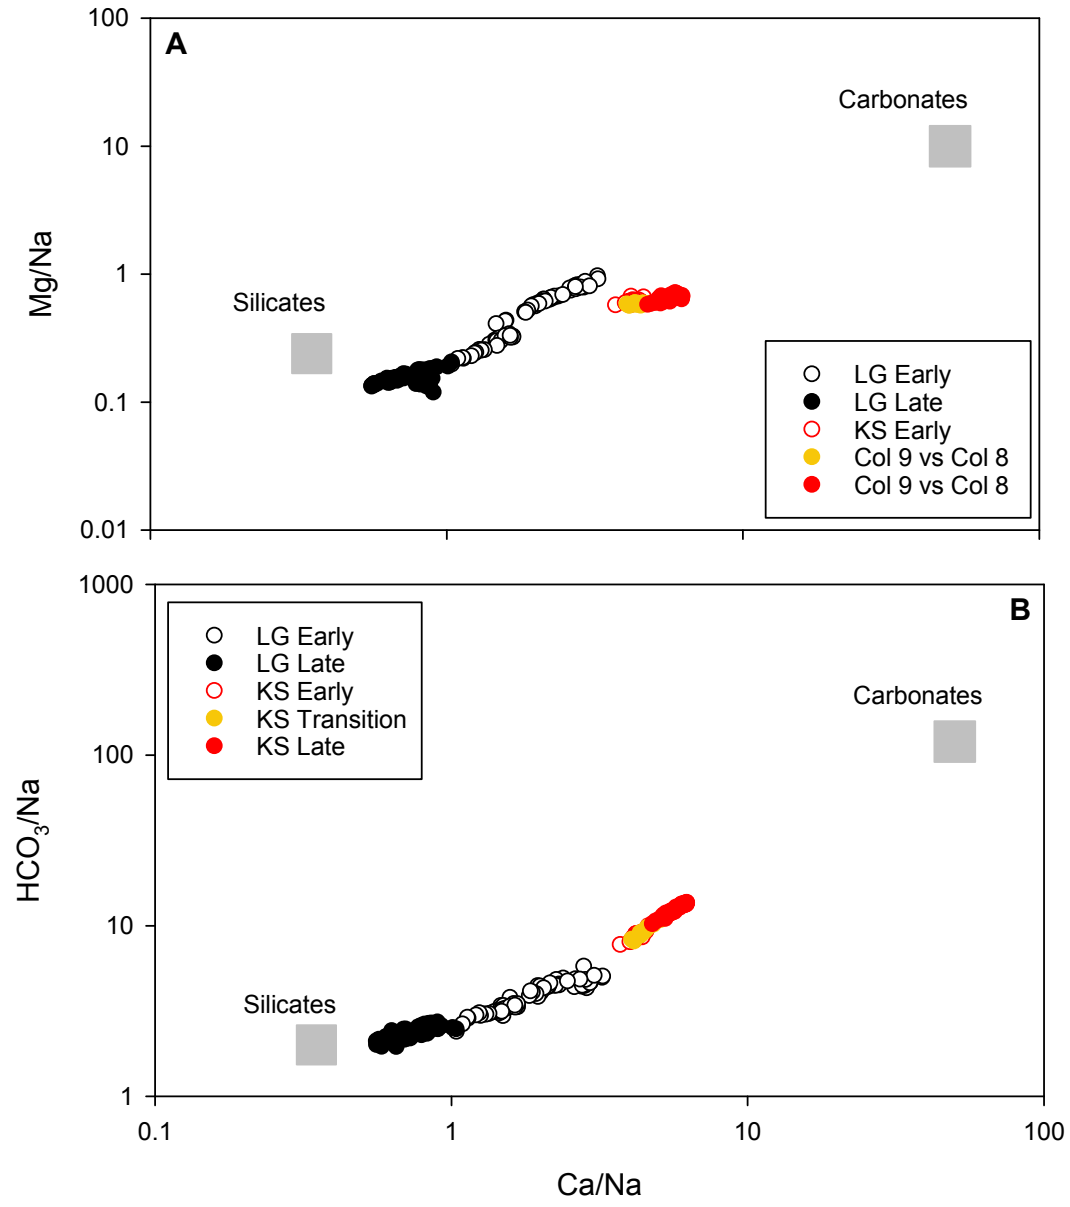 100
A
Carbonates
10
Mg/Na
1
Silicates
0.1
LG Early
LG Late
KS Early
Col 9 vs Col 8
Col 9 vs Col 8
0.01
1000
B
LG Early
LG Late
KS Early
KS Transition
KS Late
Carbonates
100
HCO₃/Na
10
Silicates
1
0.1 1 10 100
Ca/Na